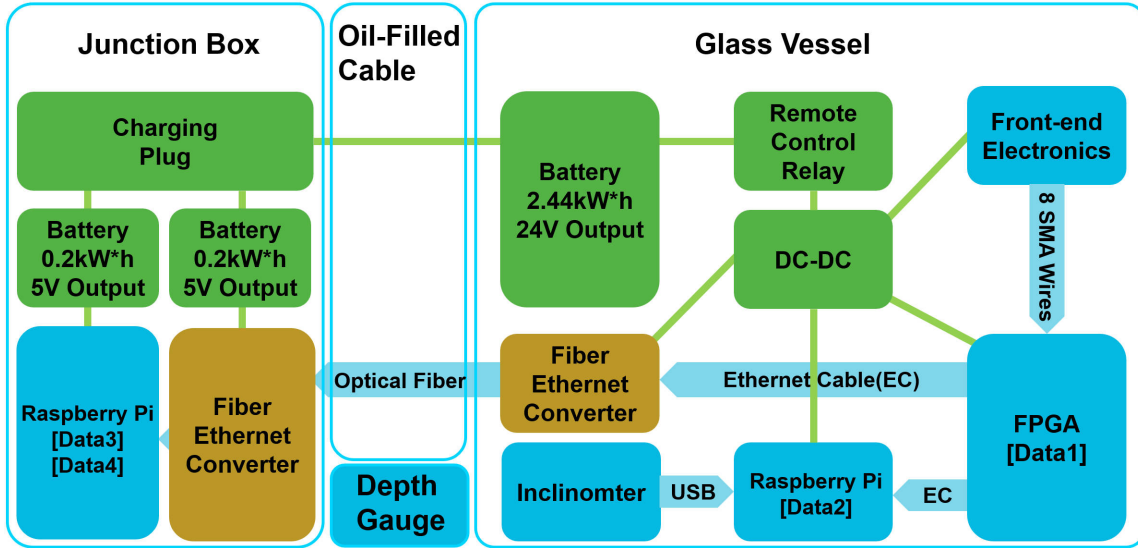 Junction Box
Charging
Plug
Battery
0.2kW*h
5V Output
Battery
0.2kW*h
5V Output
Raspberry Pi
[Data3]
[Data4]
Fiber
Ethernet
Converter
Oil-Filled
Cable
Optical Fiber
Depth
Gauge
Glass Vessel
Battery
2.44kW*h
24V Output
Remote
Control
Relay
Front-end
Electronics
DC-DC
8 SMA Wires
Fiber
Ethernet
Converter
Ethernet Cable(EC)
FPGA
[Data1]
Inclinomter
USB
Raspberry Pi
[Data2]
EC